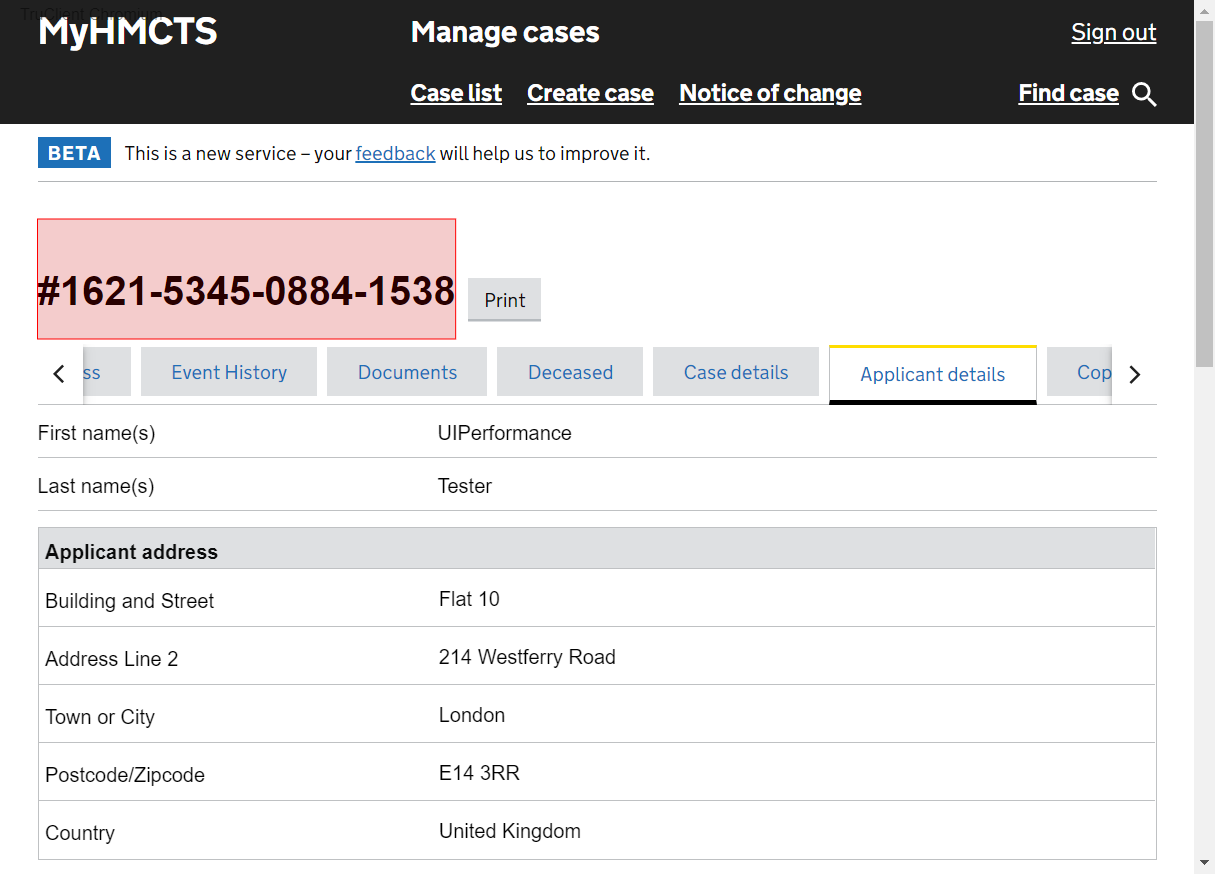 TruClient Chromium
MyHMCTS Manage cases Sign out
Case list Create case Notice of change Find case
BETA This is a new service – your feedback will help us to improve it.
#1621-5345-0884-1538 Print
ss Event History Documents Deceased Case details Applicant details Cop
First name(s) UIPerformance
Last name(s) Tester
Applicant address
Building and Street Flat 10
Address Line 2 214 Westferry Road
Town or City London
Postcode/Zipcode E14 3RR
Country United Kingdom